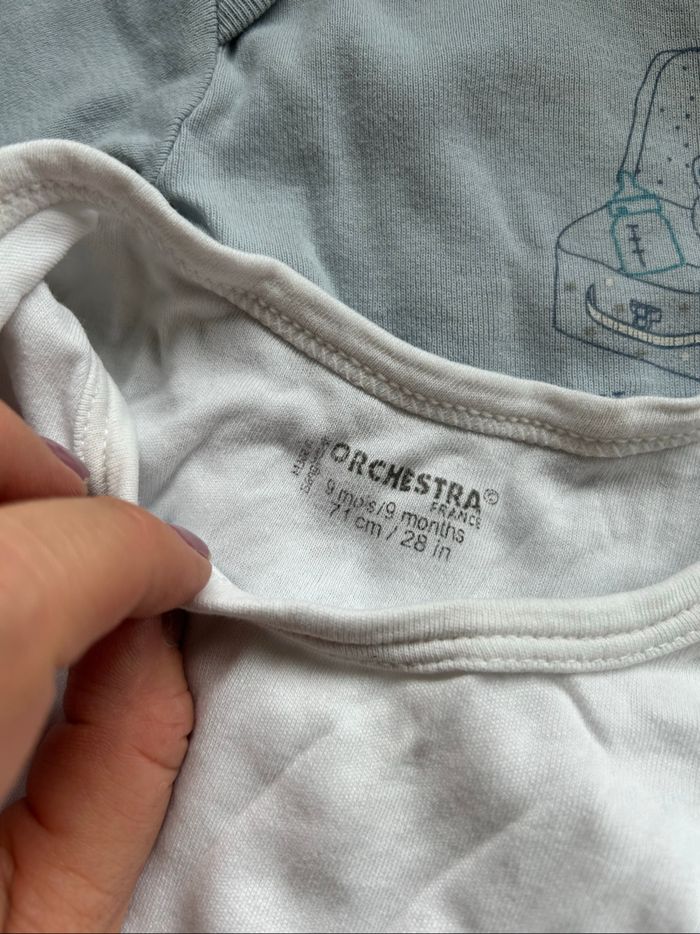 ORCHESTRA©
FRANCE
9 mois/9 months
71 cm / 28 in